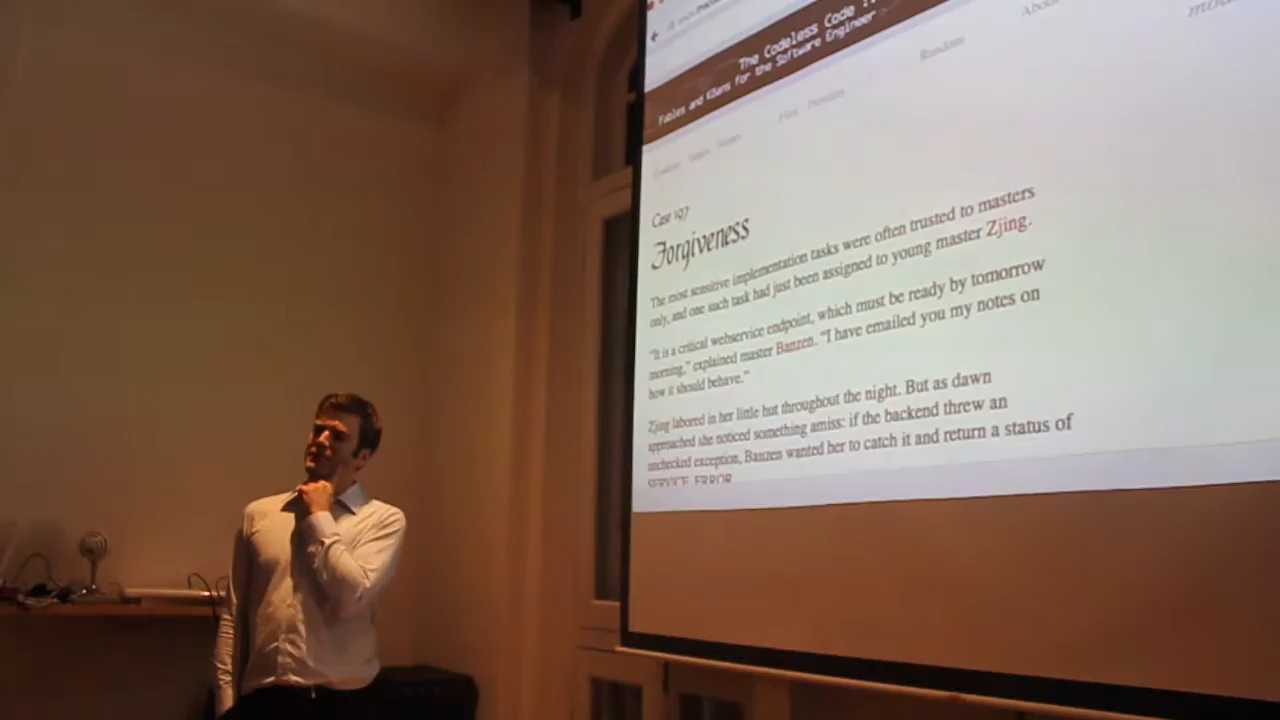 The Codeless Code ::
Fables and Kōans for the Software Engineer
About
Random
Case 197
Forgiveness
The most sensitive implementation tasks were often trusted to masters
only, and one such task had just been assigned to young master Zjing.
“It is a critical webservice endpoint, which must be ready by tomorrow
morning,” explained master Banzen. “I have emailed you my notes on
how it should behave.”
Zjing labored in her little hut throughout the night. But as dawn
approached she noticed something amiss: if the backend threw an
unchecked exception, Banzen wanted her to catch it and return a status of
SERVICE_ERROR